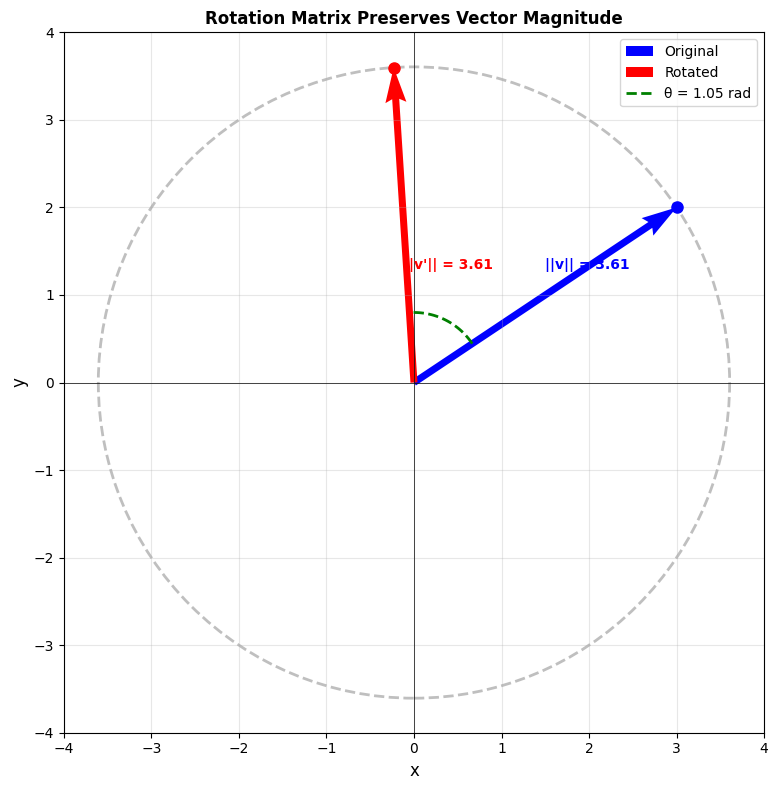 Rotation Matrix Preserves Vector Magnitude
Original
Rotated
θ = 1.05 rad
|v'|| = 3.61
||v|| = 3.61
y
4
3
2
1
0
−1
−2
−3
−4
−4
−3
−2
−1
0
1
2
3
4
x